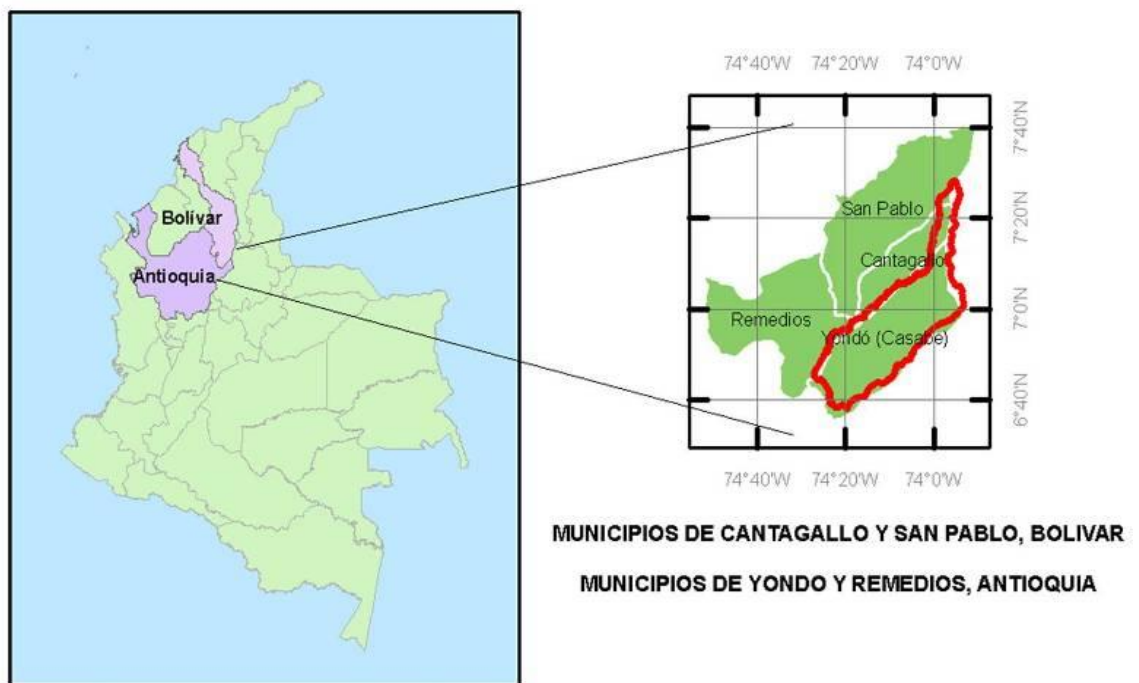 Bolívar
Antioquia
74°40'W 74°20'W 74°0'W
7°40'N
San Pablo
7°20'N
Cantagallo
7°0'N
Remedios
Yondó (Casabe)
6°40'N
74°40'W 74°20'W 74°0'W
MUNICIPIOS DE CANTAGALLO Y SAN PABLO, BOLIVAR
MUNICIPIOS DE YONDO Y REMEDIOS, ANTIOQUIA